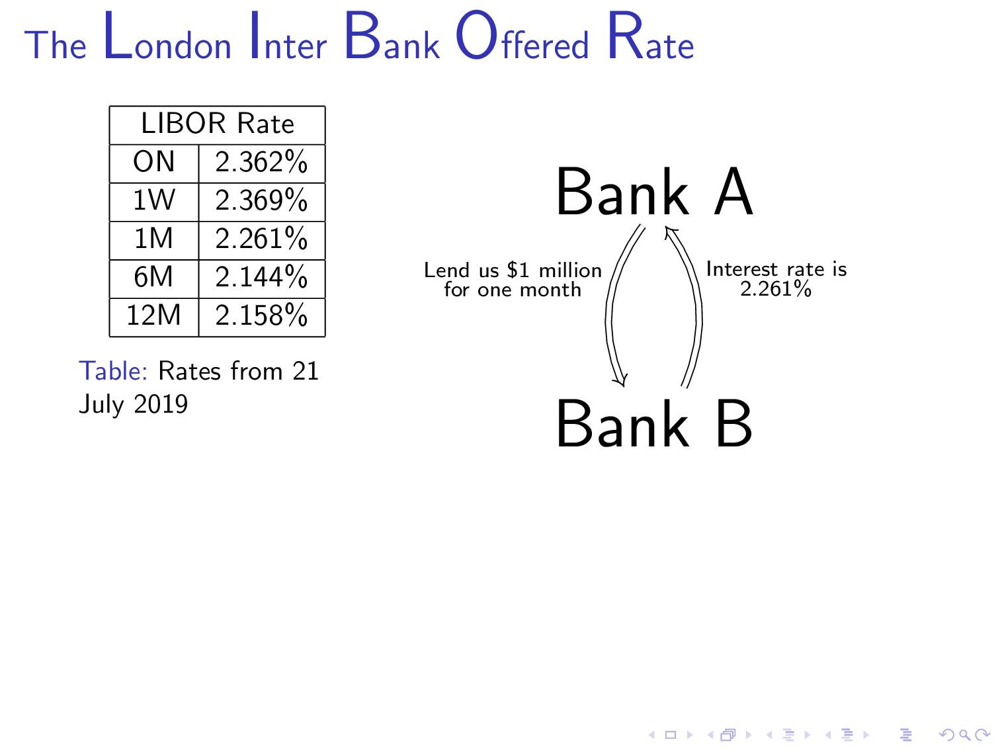 The London Inter Bank Offered Rate
LIBOR Rate
ON 2.362%
1W 2.369%
1M 2.261%
6M 2.144%
12M 2.158%
Table: Rates from 21
July 2019
Bank A
Lend us $1 million
for one month
Interest rate is
2.261%
Bank B